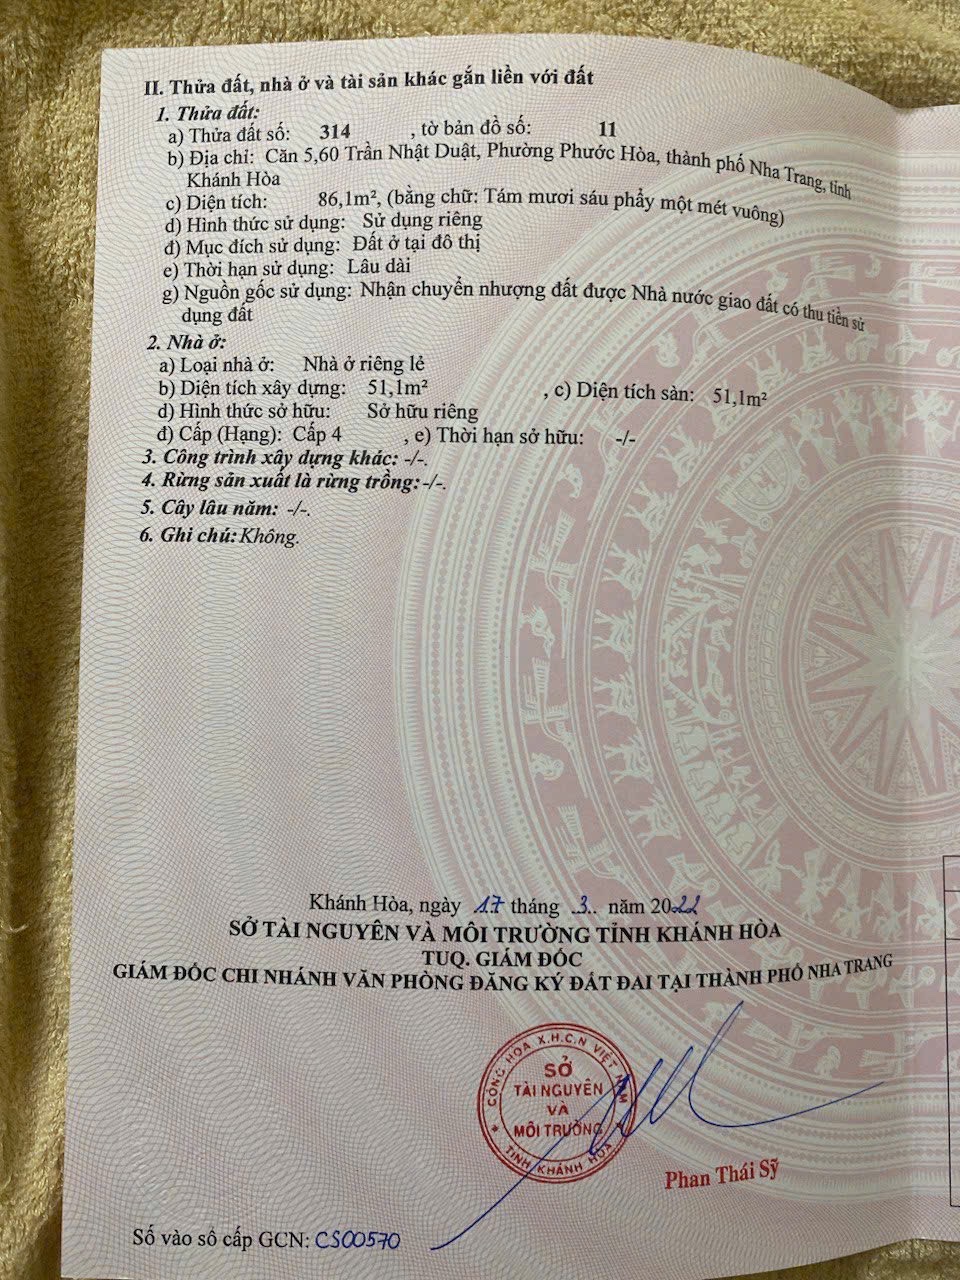 II. Thửa đất, nhà ở và tài sản khác gắn liền với đất
1. Thửa đất:
a) Thửa đất số: 314 , tờ bản đồ số: 11
b) Địa chỉ: Căn 5,60 Trần Nhật Duật, Phường Phước Hòa, thành phố Nha Trang, tỉnh
Khánh Hòa
c) Diện tích: 86,1m², (bằng chữ: Tám mươi sáu phẩy một mét vuông)
d) Hình thức sử dụng: Sử dụng riêng
đ) Mục đích sử dụng: Đất ở tại đô thị
e) Thời hạn sử dụng: Lâu dài
g) Nguồn gốc sử dụng: Nhận chuyển nhượng đất được Nhà nước giao đất có thu tiền sử
dụng đất
2. Nhà ở:
a) Loại nhà ở: Nhà ở riêng lẻ
b) Diện tích xây dựng: 51,1m² , c) Diện tích sàn: 51,1m²
d) Hình thức sở hữu: Sở hữu riêng
đ) Cấp (Hạng): Cấp 4 , e) Thời hạn sở hữu: -/-
3. Công trình xây dựng khác: -/-.
4. Rừng sản xuất là rừng trồng:-/-.
5. Cây lâu năm: -/-.
6. Ghi chú: Không.
Khánh Hòa, ngày 17 tháng 3 năm 2022
SỞ TÀI NGUYÊN VÀ MÔI TRƯỜNG TỈNH KHÁNH HÒA
TUQ. GIÁM ĐỐC
GIÁM ĐỐC CHI NHÁNH VĂN PHÒNG ĐĂNG KÝ ĐẤT ĐAI TẠI THÀNH PHỐ NHA TRANG
CỘNG HÒA X.H.C.N VIỆT NAM
SỞ
TÀI NGUYÊN
VÀ
MÔI TRƯỜNG
TỈNH KHÁNH HÒA
Phan Thái Sỹ
Số vào sổ cấp GCN: CS00570